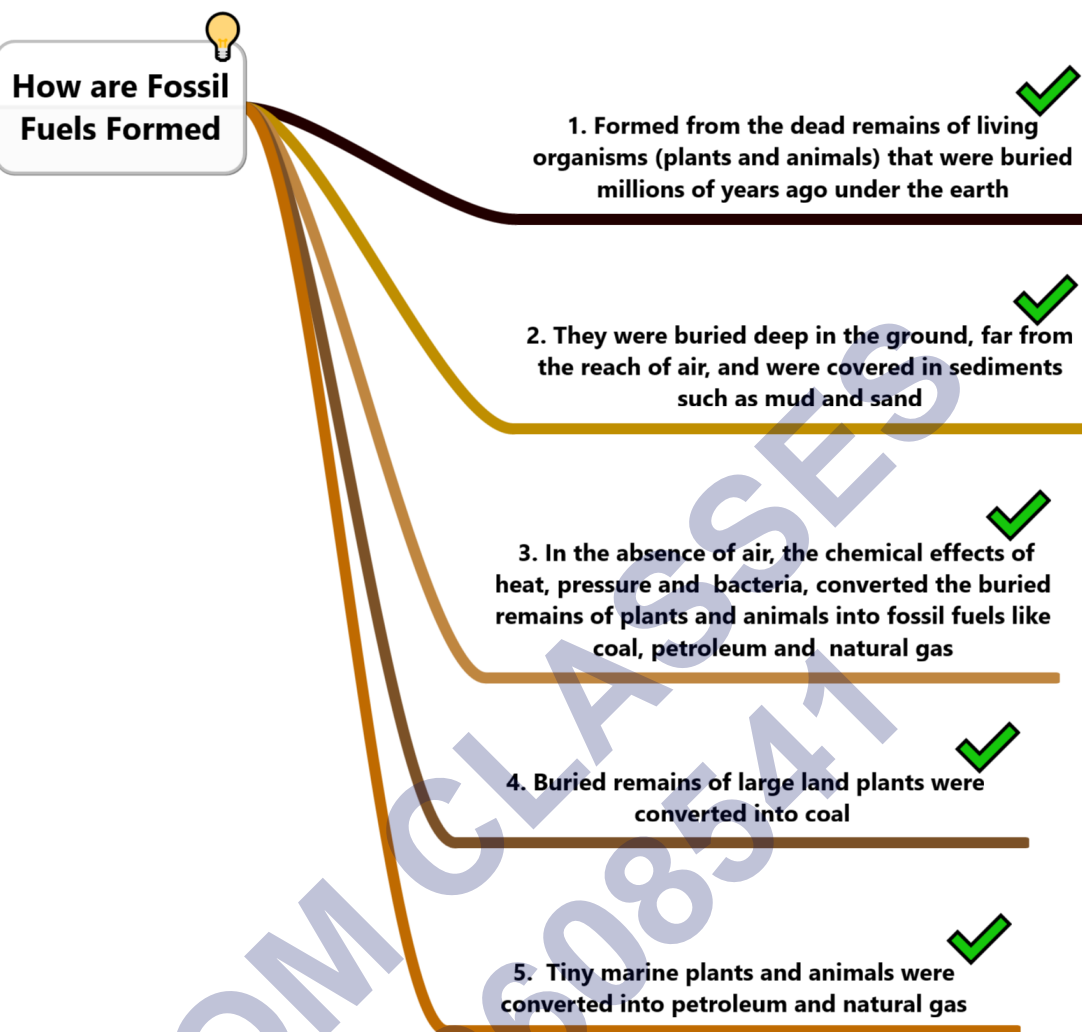 How are Fossil
Fuels Formed
1. Formed from the dead remains of living
organisms (plants and animals) that were buried
millions of years ago under the earth
2. They were buried deep in the ground, far from
the reach of air, and were covered in sediments
such as mud and sand
3. In the absence of air, the chemical effects of
heat, pressure and  bacteria, converted the buried
remains of plants and animals into fossil fuels like
coal, petroleum and  natural gas
4. Buried remains of large land plants were
converted into coal
5.  Tiny marine plants and animals were
converted into petroleum and natural gas
OM CLASSES
608541